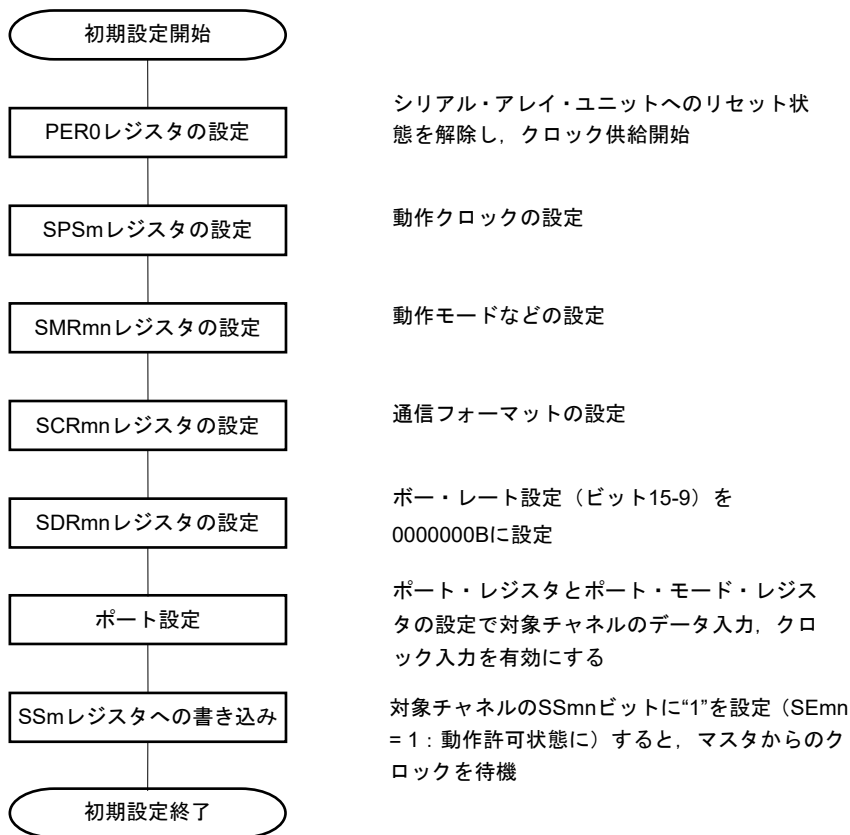 初期設定開始
PER0レジスタの設定
シリアル・アレイ・ユニットへのリセット状
態を解除し，クロック供給開始
SPSmレジスタの設定
動作クロックの設定
SMRmnレジスタの設定
動作モードなどの設定
SCRmnレジスタの設定
通信フォーマットの設定
SDRmnレジスタの設定
ボー・レート設定（ビット15-9）を
0000000Bに設定
ポート設定
ポート・レジスタとポート・モード・レジス
タの設定で対象チャネルのデータ入力，クロ
ック入力を有効にする
SSmレジスタへの書き込み
対象チャネルのSSmnビットに“1”を設定（SEmn
= 1：動作許可状態に）すると，マスタからのク
ロックを待機
初期設定終了